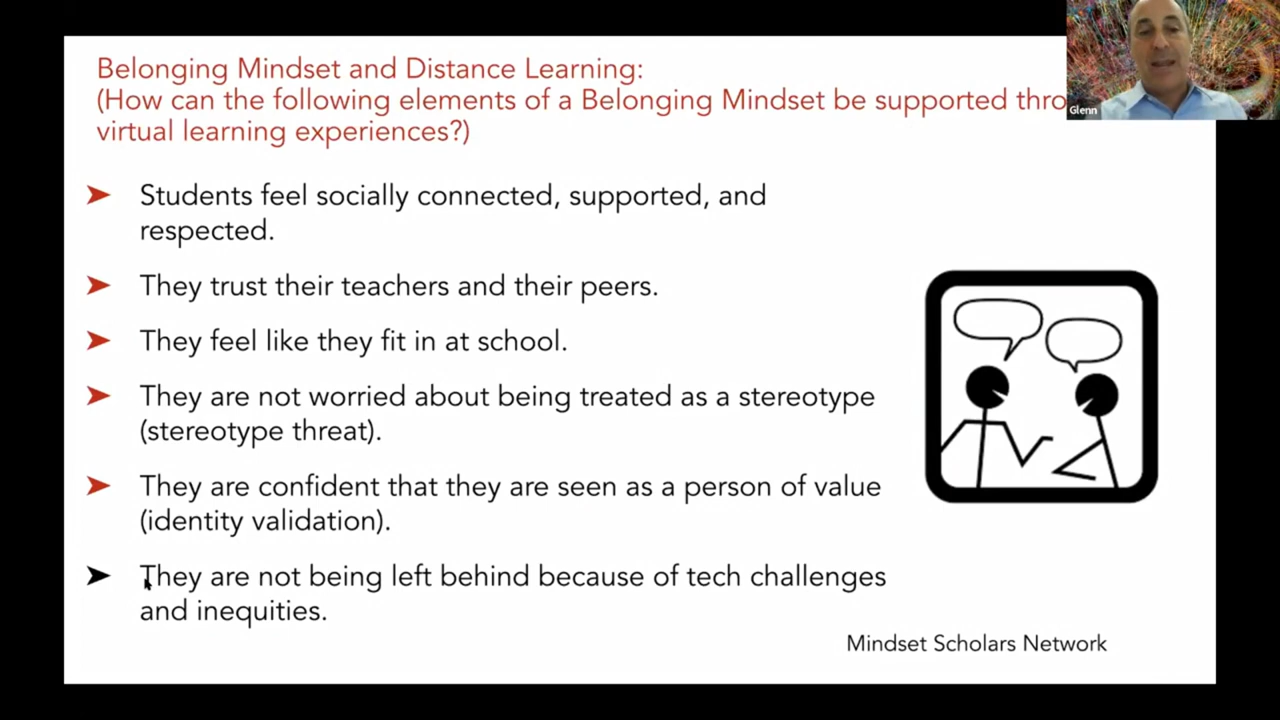 Belonging Mindset and Distance Learning:
(How can the following elements of a Belonging Mindset be supported thro
virtual learning experiences?)
Glenn
Students feel socially connected, supported, and
respected.
They trust their teachers and their peers.
They feel like they fit in at school.
They are not worried about being treated as a stereotype
(stereotype threat).
They are confident that they are seen as a person of value
(identity validation).
They are not being left behind because of tech challenges
and inequities.
Mindset Scholars Network